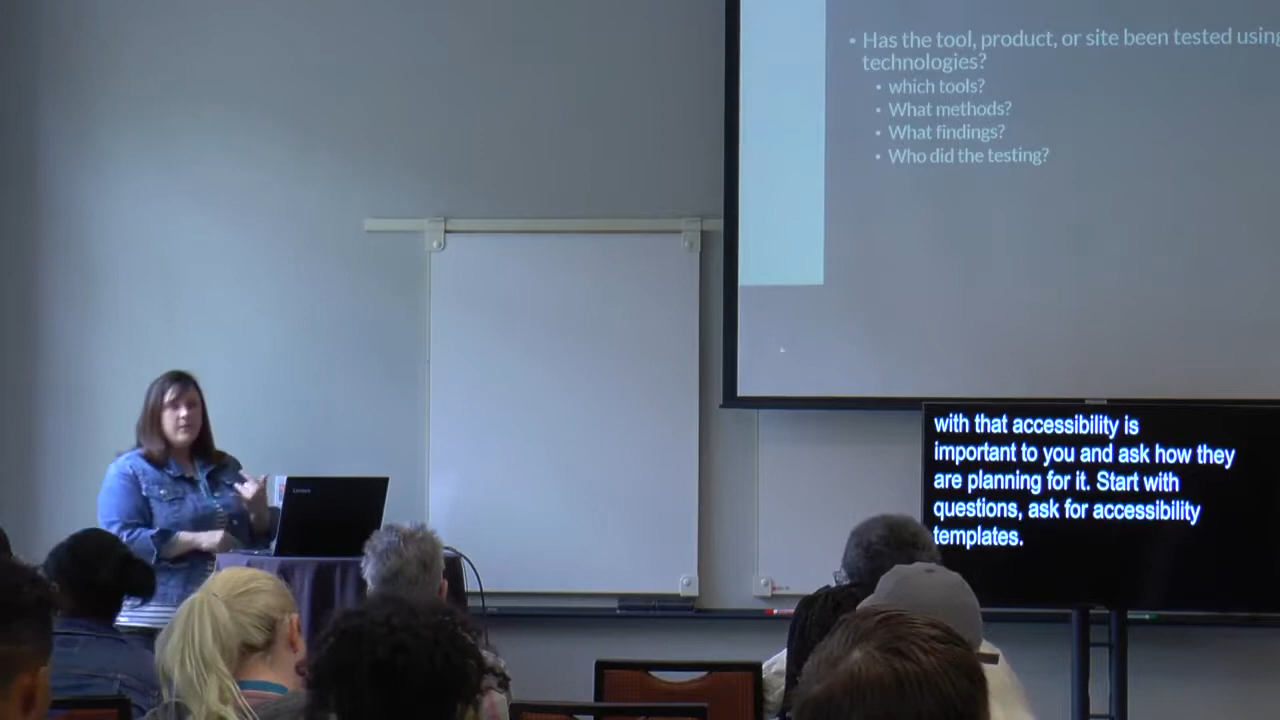 • Has the tool, product, or site been tested using
technologies?
• which tools?
• What methods?
• What findings?
• Who did the testing?
with that accessibility is
important to you and ask how they
are planning for it. Start with
questions, ask for accessibility
templates.
Lenovo